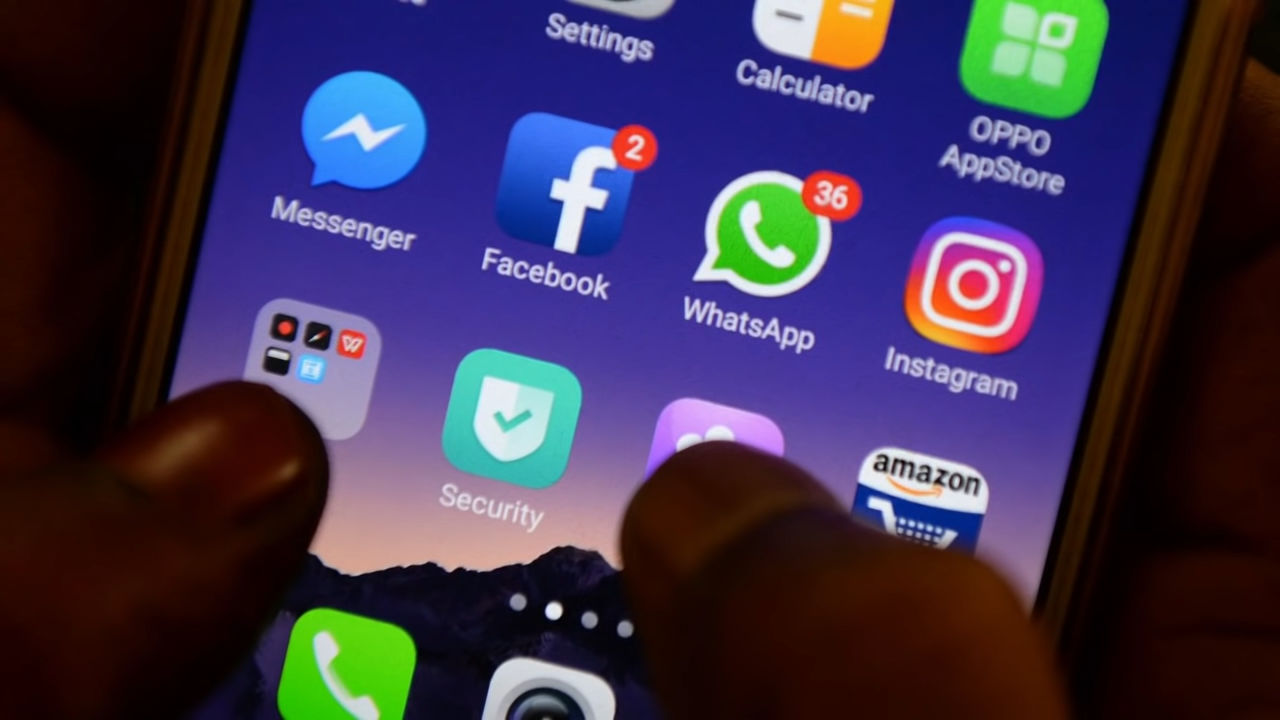 Settings
Calculator
OPPO
AppStore
Messenger
2
Facebook
36
WhatsApp
Instagram
Security
amazon